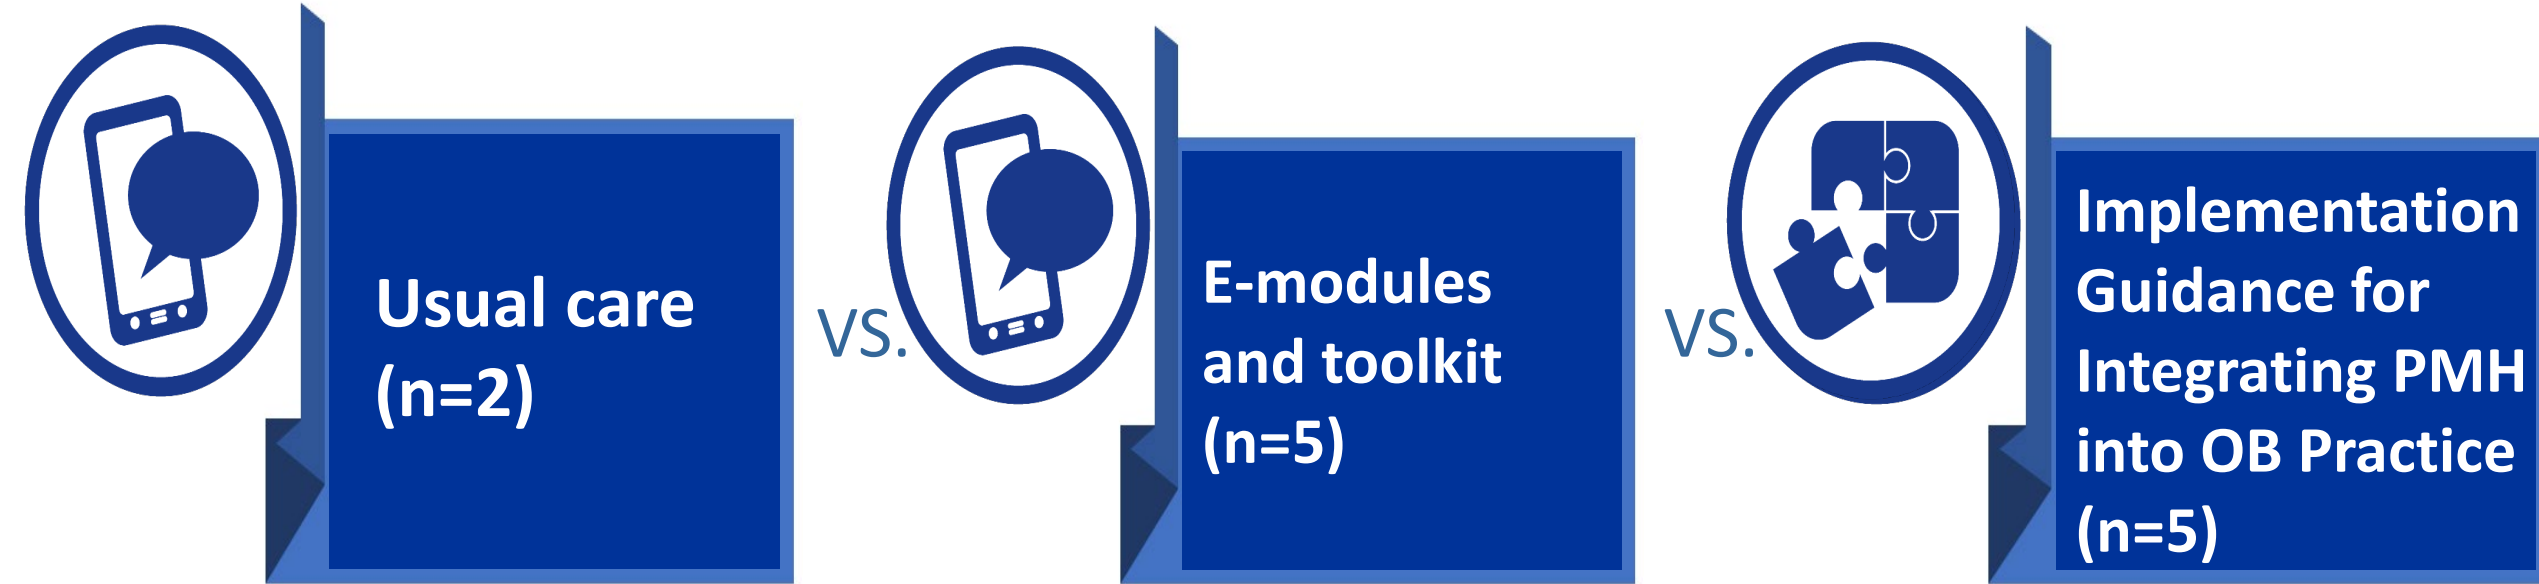 Usual care
(n=2)
VS.
E-modules
and toolkit
(n=5)
VS.
Implementation
Guidance for
Integrating PMH
into OB Practice
(n=5)